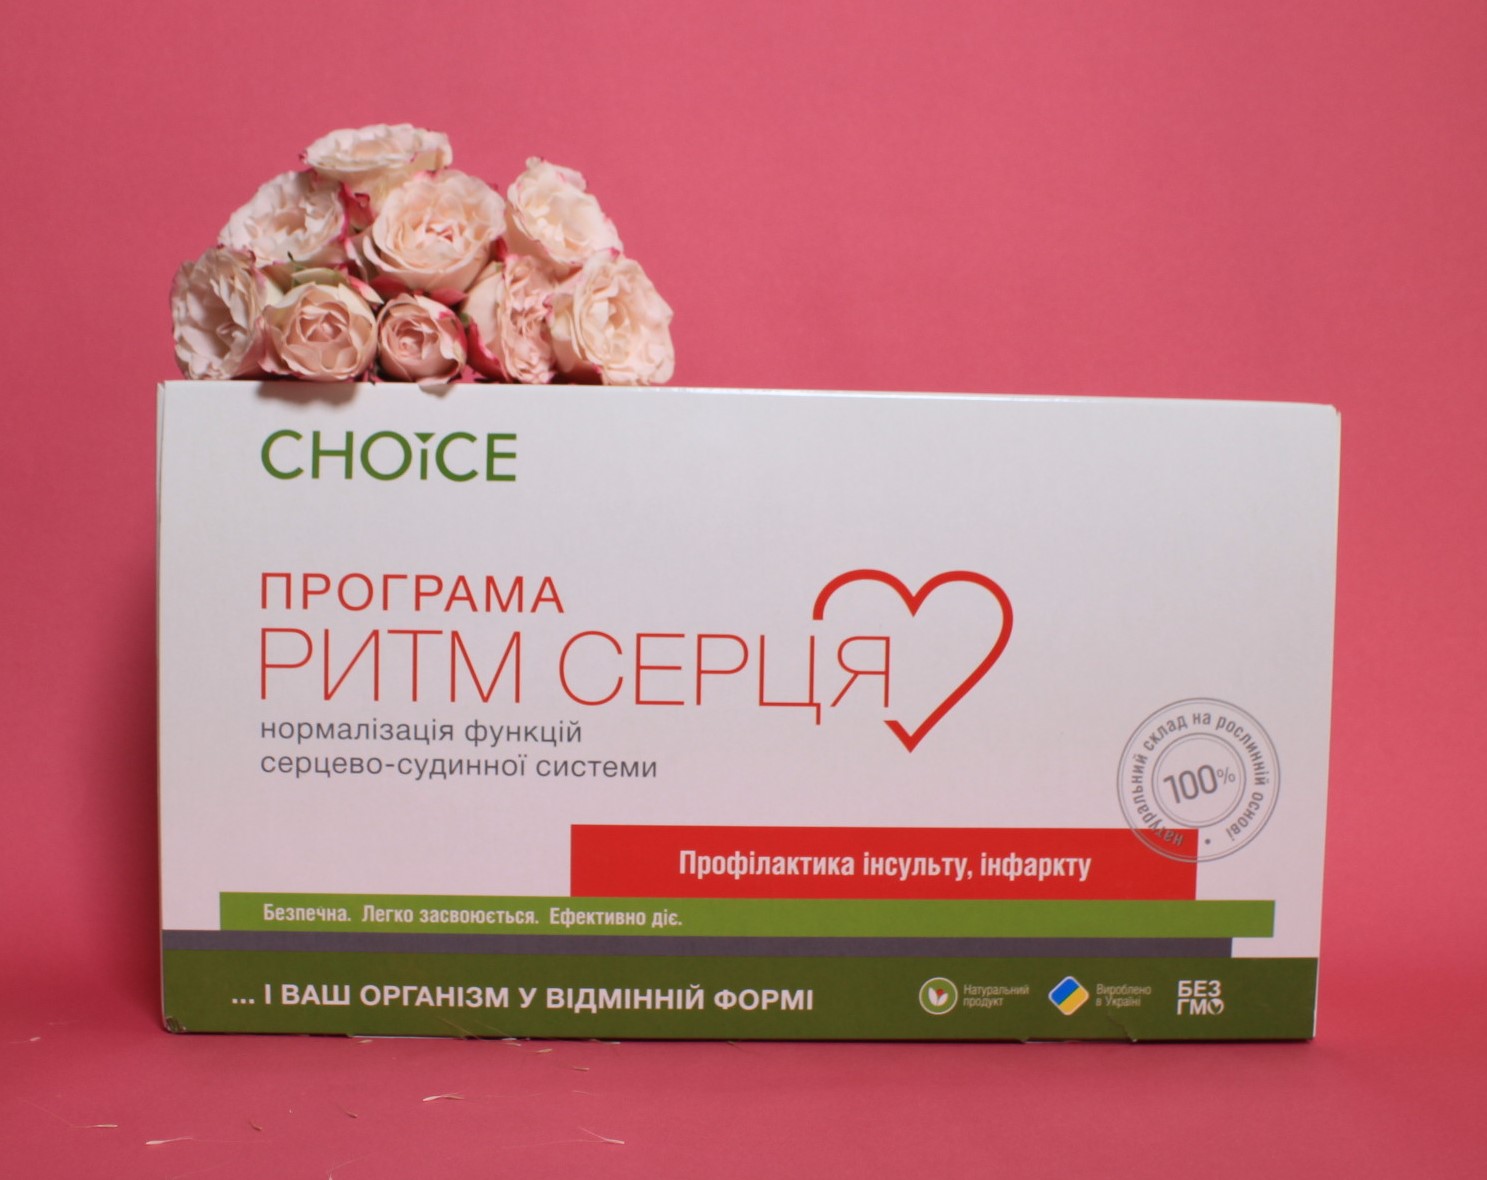 CHOiCE
ПРОГРАМА
РИТМ СЕРЦЯ
нормалізація функцій
серцево-судинної системи
натуральний склад на рослинній основі •
100%
Профілактика інсульту, інфаркту
Безпечна. Легко засвоюється. Ефективно діє.
... І ВАШ ОРГАНІЗМ У ВІДМІННІЙ ФОРМІ
Натуральний
продукт
Вироблено
в Україні
БЕЗ
ГМО